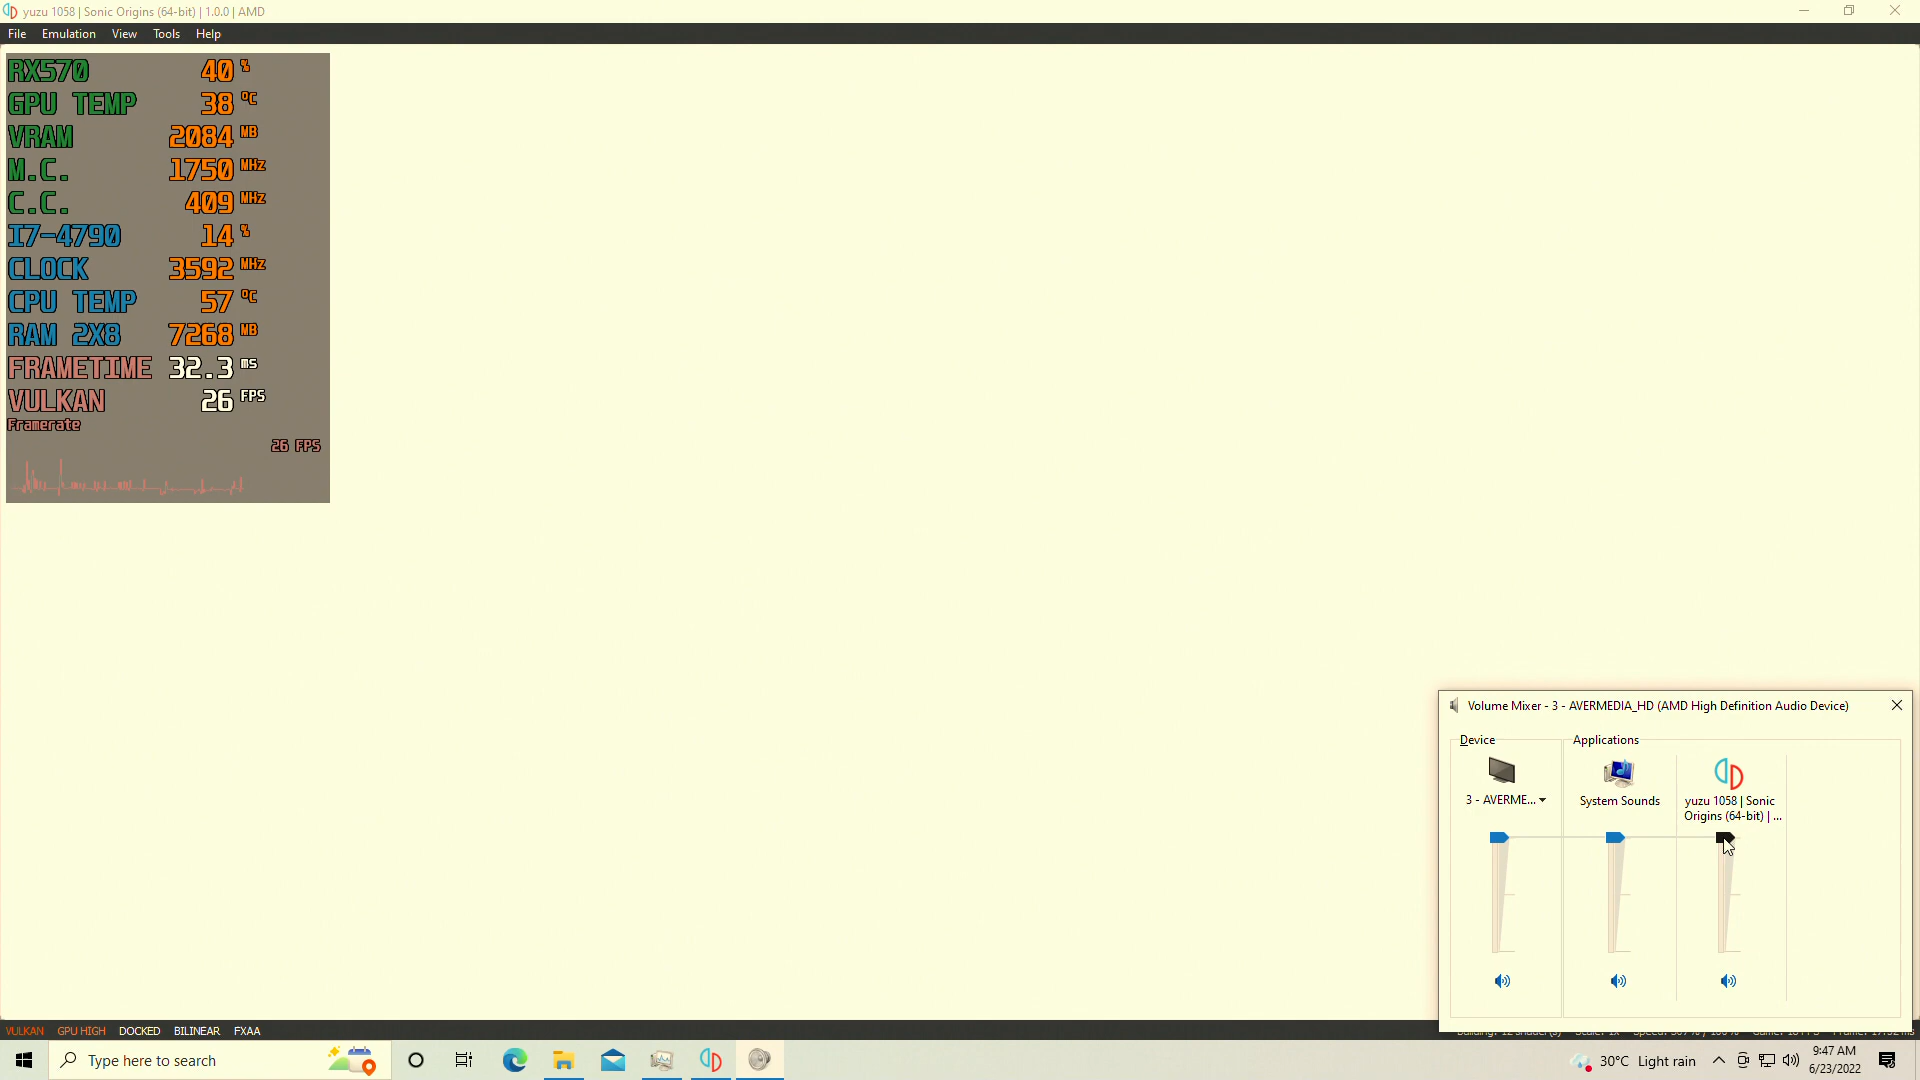 yuzu 1058 | Sonic Origins (64-bit) | 1.0.0 | AMD
File Emulation View Tools Help
RX570 40 %
GPU TEMP 38 °C
VRAM 2084 MB
M.C. 1750 MHz
C.C. 409 MHz
I7-4790 14 %
CLOCK 3592 MHz
CPU TEMP 57 °C
RAM 2X8 7268 MB
FRAMETIME 32.3 ms
VULKAN 26 FPS
Framerate
26 FPS
Volume Mixer - 3 - AVERMEDIA_HD (AMD High Definition Audio Device)
Device Applications
3 - AVERME...
System Sounds
yuzu 1058 | Sonic
Origins (64-bit) | ...
VULKAN GPU HIGH DOCKED BILINEAR FXAA
Type here to search
30°C Light rain
9:47 AM
6/23/2022